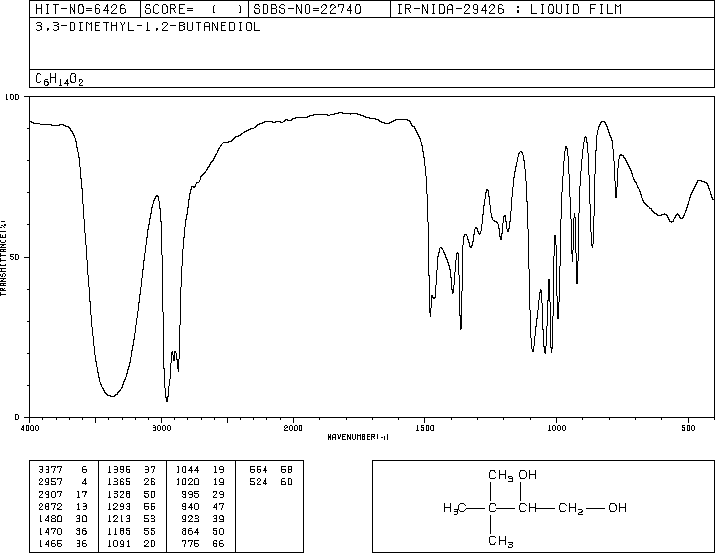 HIT-NO=6426 SCORE= ( ) SDBS-NO=22740 IR-NIDA-29426 : LIQUID FILM
3,3-DIMETHYL-1,2-BUTANEDIOL
C6H14O2
100
50
0
TRANSMITTANCE(%)
4000 3000 2000 1500 1000 500
WAVENUMBER(-1)
3377 6 1396 37 1044 19 664 58
2957 4 1365 26 1020 19 524 60
2907 17 1328 50 995 29
2872 13 1293 55 940 47
1480 30 1213 53 923 39
1470 36 1185 55 864 50
1466 36 1091 20 775 66
CH3 OH
H3C C CH CH2 OH
CH3